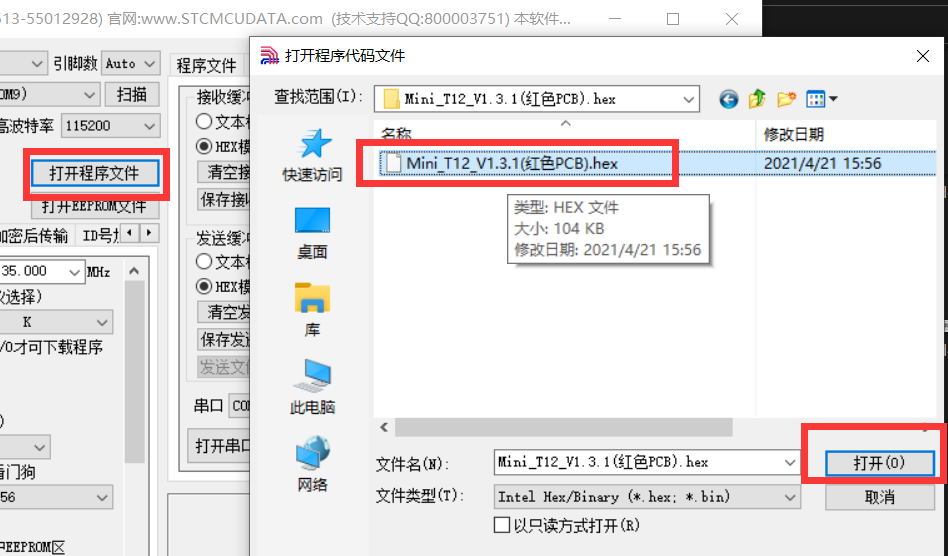 513-55012928) 官网:www.STCMCUDATA.com (技术支持QQ:800003751) 本软件...
引脚数 Auto
OM9) 扫描
高波特率 115200
打开程序文件
打开EEPROM文件
加密后传输 ID号
35.000 MHz
选择)
K
/0才可下载程序
看门狗
56
EEPROM区
程序文件
接收缓冲
文本模
HEX模
清空接
保存接收
发送缓冲
文本模
HEX模
清空发
保存发送
发送文件
串口 COM
打开串口
打开程序代码文件
查找范围(I): Mini_T12_V1.3.1(红色PCB).hex
名称 修改日期
Mini_T12_V1.3.1(红色PCB).hex 2021/4/21 15:56
类型: HEX 文件
大小: 104 KB
修改日期: 2021/4/21 15:56
快速访问
桌面
库
此电脑
网络
文件名(N): Mini_T12_V1.3.1(红色PCB).hex 打开(O)
文件类型(T): Intel Hex/Binary (*.hex; *.bin) 取消
以只读方式打开(R)